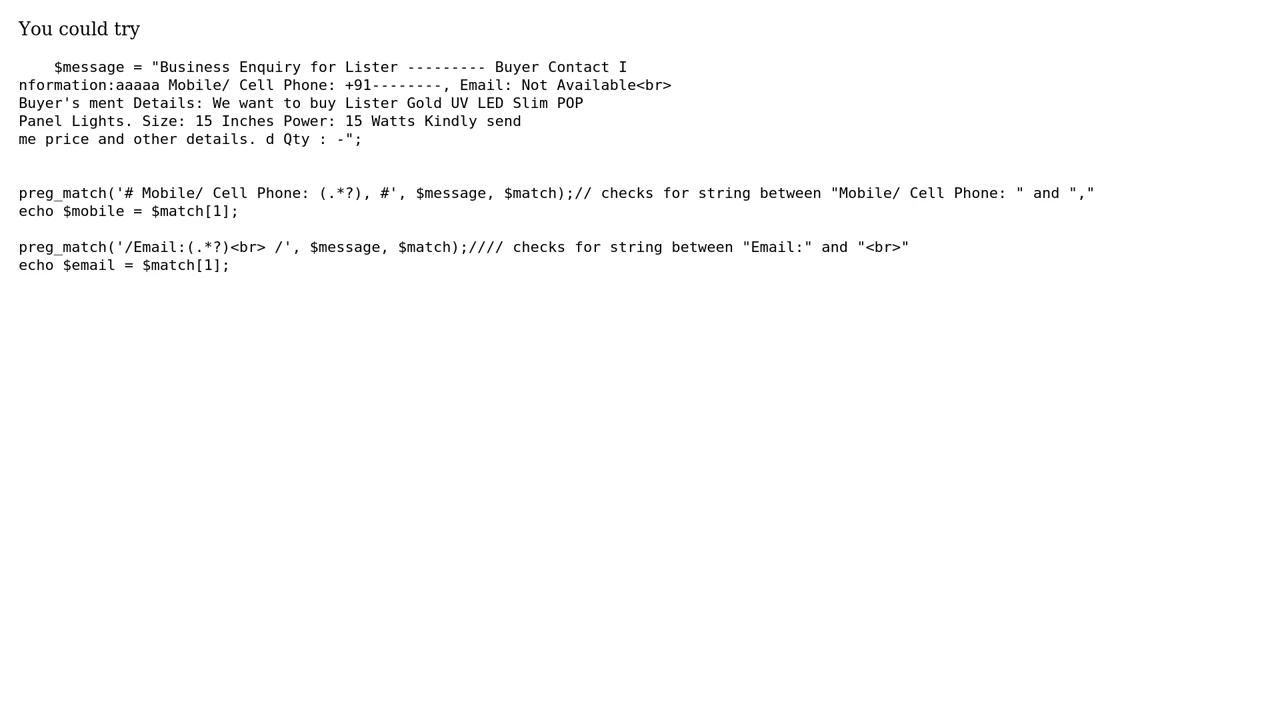 You could try
$message = "Business Enquiry for Lister --------- Buyer Contact I
nformation:aaaaa Mobile/ Cell Phone: +91--------, Email: Not Available<br>
Buyer's ment Details: We want to buy Lister Gold UV LED Slim POP
Panel Lights. Size: 15 Inches Power: 15 Watts Kindly send
me price and other details. d Qty : -";
preg_match('# Mobile/ Cell Phone: (.*?), #', $message, $match);// checks for string between "Mobile/ Cell Phone: " and ","
echo $mobile = $match[1];
preg_match('/Email:(.*?)<br> /', $message, $match);//// checks for string between "Email:" and "<br>"
echo $email = $match[1];